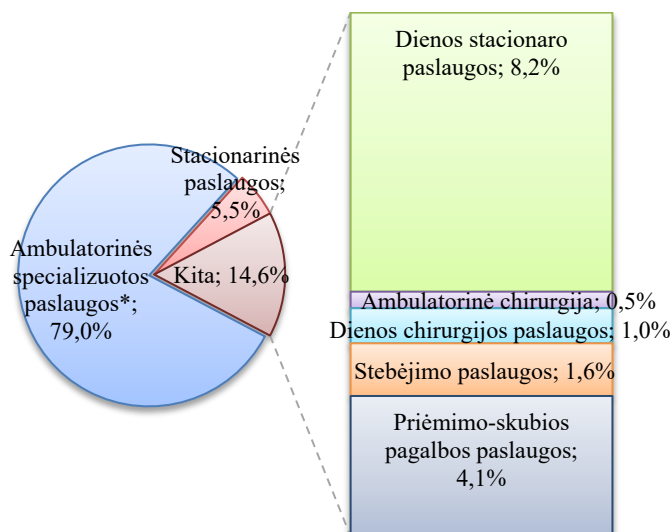 Dienos stacionaro
paslaugos; 8,2%
Stacionarinės
paslaugos;
5,5%
Ambulatorinės
specializuotos
paslaugos*;
79,0%
Kita; 14,6%
Ambulatorinė chirurgija; 0,5%
Dienos chirurgijos paslaugos; 1,0%
Stebėjimo paslaugos; 1,6%
Priėmimo-skubios
pagalbos paslaugos;
4,1%